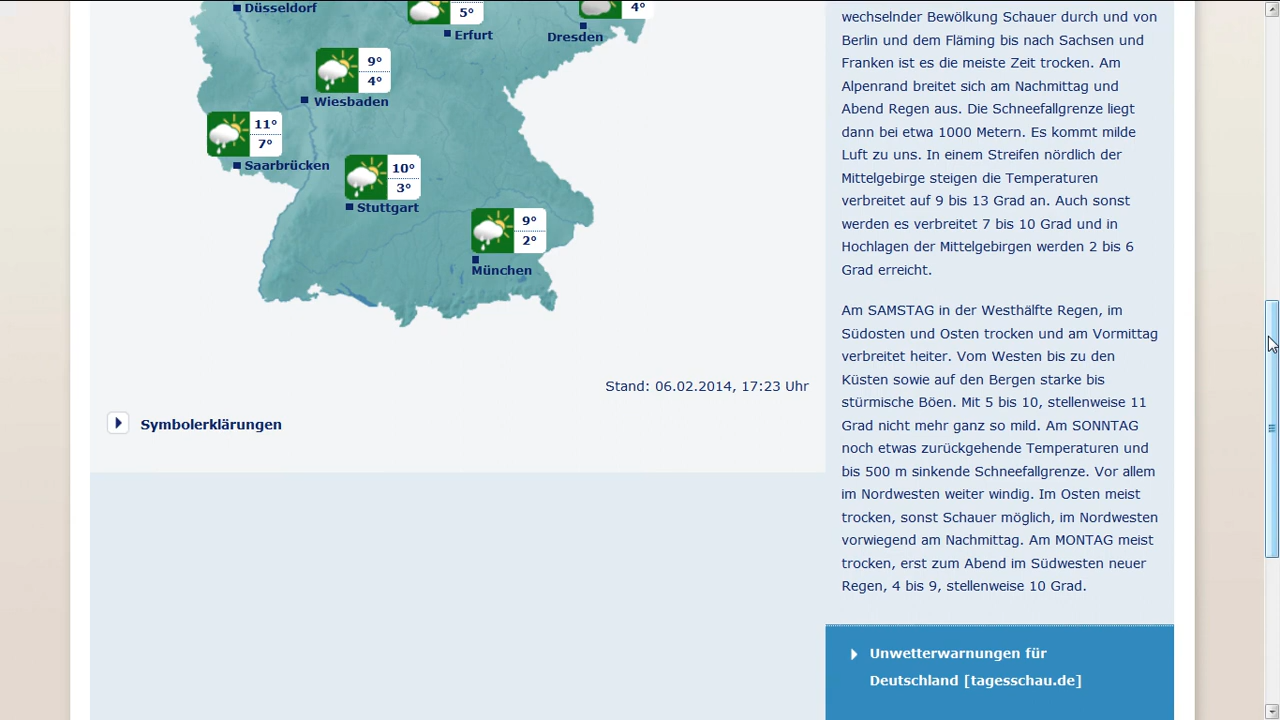 Düsseldorf
5°
4°
Erfurt
Dresden
9°
4°
Wiesbaden
11°
7°
Saarbrücken
10°
3°
Stuttgart
9°
2°
München
Stand: 06.02.2014, 17:23 Uhr
Symbolerklärungen
wechselnder Bewölkung Schauer durch und von
Berlin und dem Fläming bis nach Sachsen und
Franken ist es die meiste Zeit trocken. Am
Alpenrand breitet sich am Nachmittag und
Abend Regen aus. Die Schneefallgrenze liegt
dann bei etwa 1000 Metern. Es kommt milde
Luft zu uns. In einem Streifen nördlich der
Mittelgebirge steigen die Temperaturen
verbreitet auf 9 bis 13 Grad an. Auch sonst
werden es verbreitet 7 bis 10 Grad und in
Hochlagen der Mittelgebirgen werden 2 bis 6
Grad erreicht.
Am SAMSTAG in der Westhälfte Regen, im
Südosten und Osten trocken und am Vormittag
verbreitet heiter. Vom Westen bis zu den
Küsten sowie auf den Bergen starke bis
stürmische Böen. Mit 5 bis 10, stellenweise 11
Grad nicht mehr ganz so mild. Am SONNTAG
noch etwas zurückgehende Temperaturen und
bis 500 m sinkende Schneefallgrenze. Vor allem
im Nordwesten weiter windig. Im Osten meist
trocken, sonst Schauer möglich, im Nordwesten
vorwiegend am Nachmittag. Am MONTAG meist
trocken, erst zum Abend im Südwesten neuer
Regen, 4 bis 9, stellenweise 10 Grad.
Unwetterwarnungen für
Deutschland [tagesschau.de]